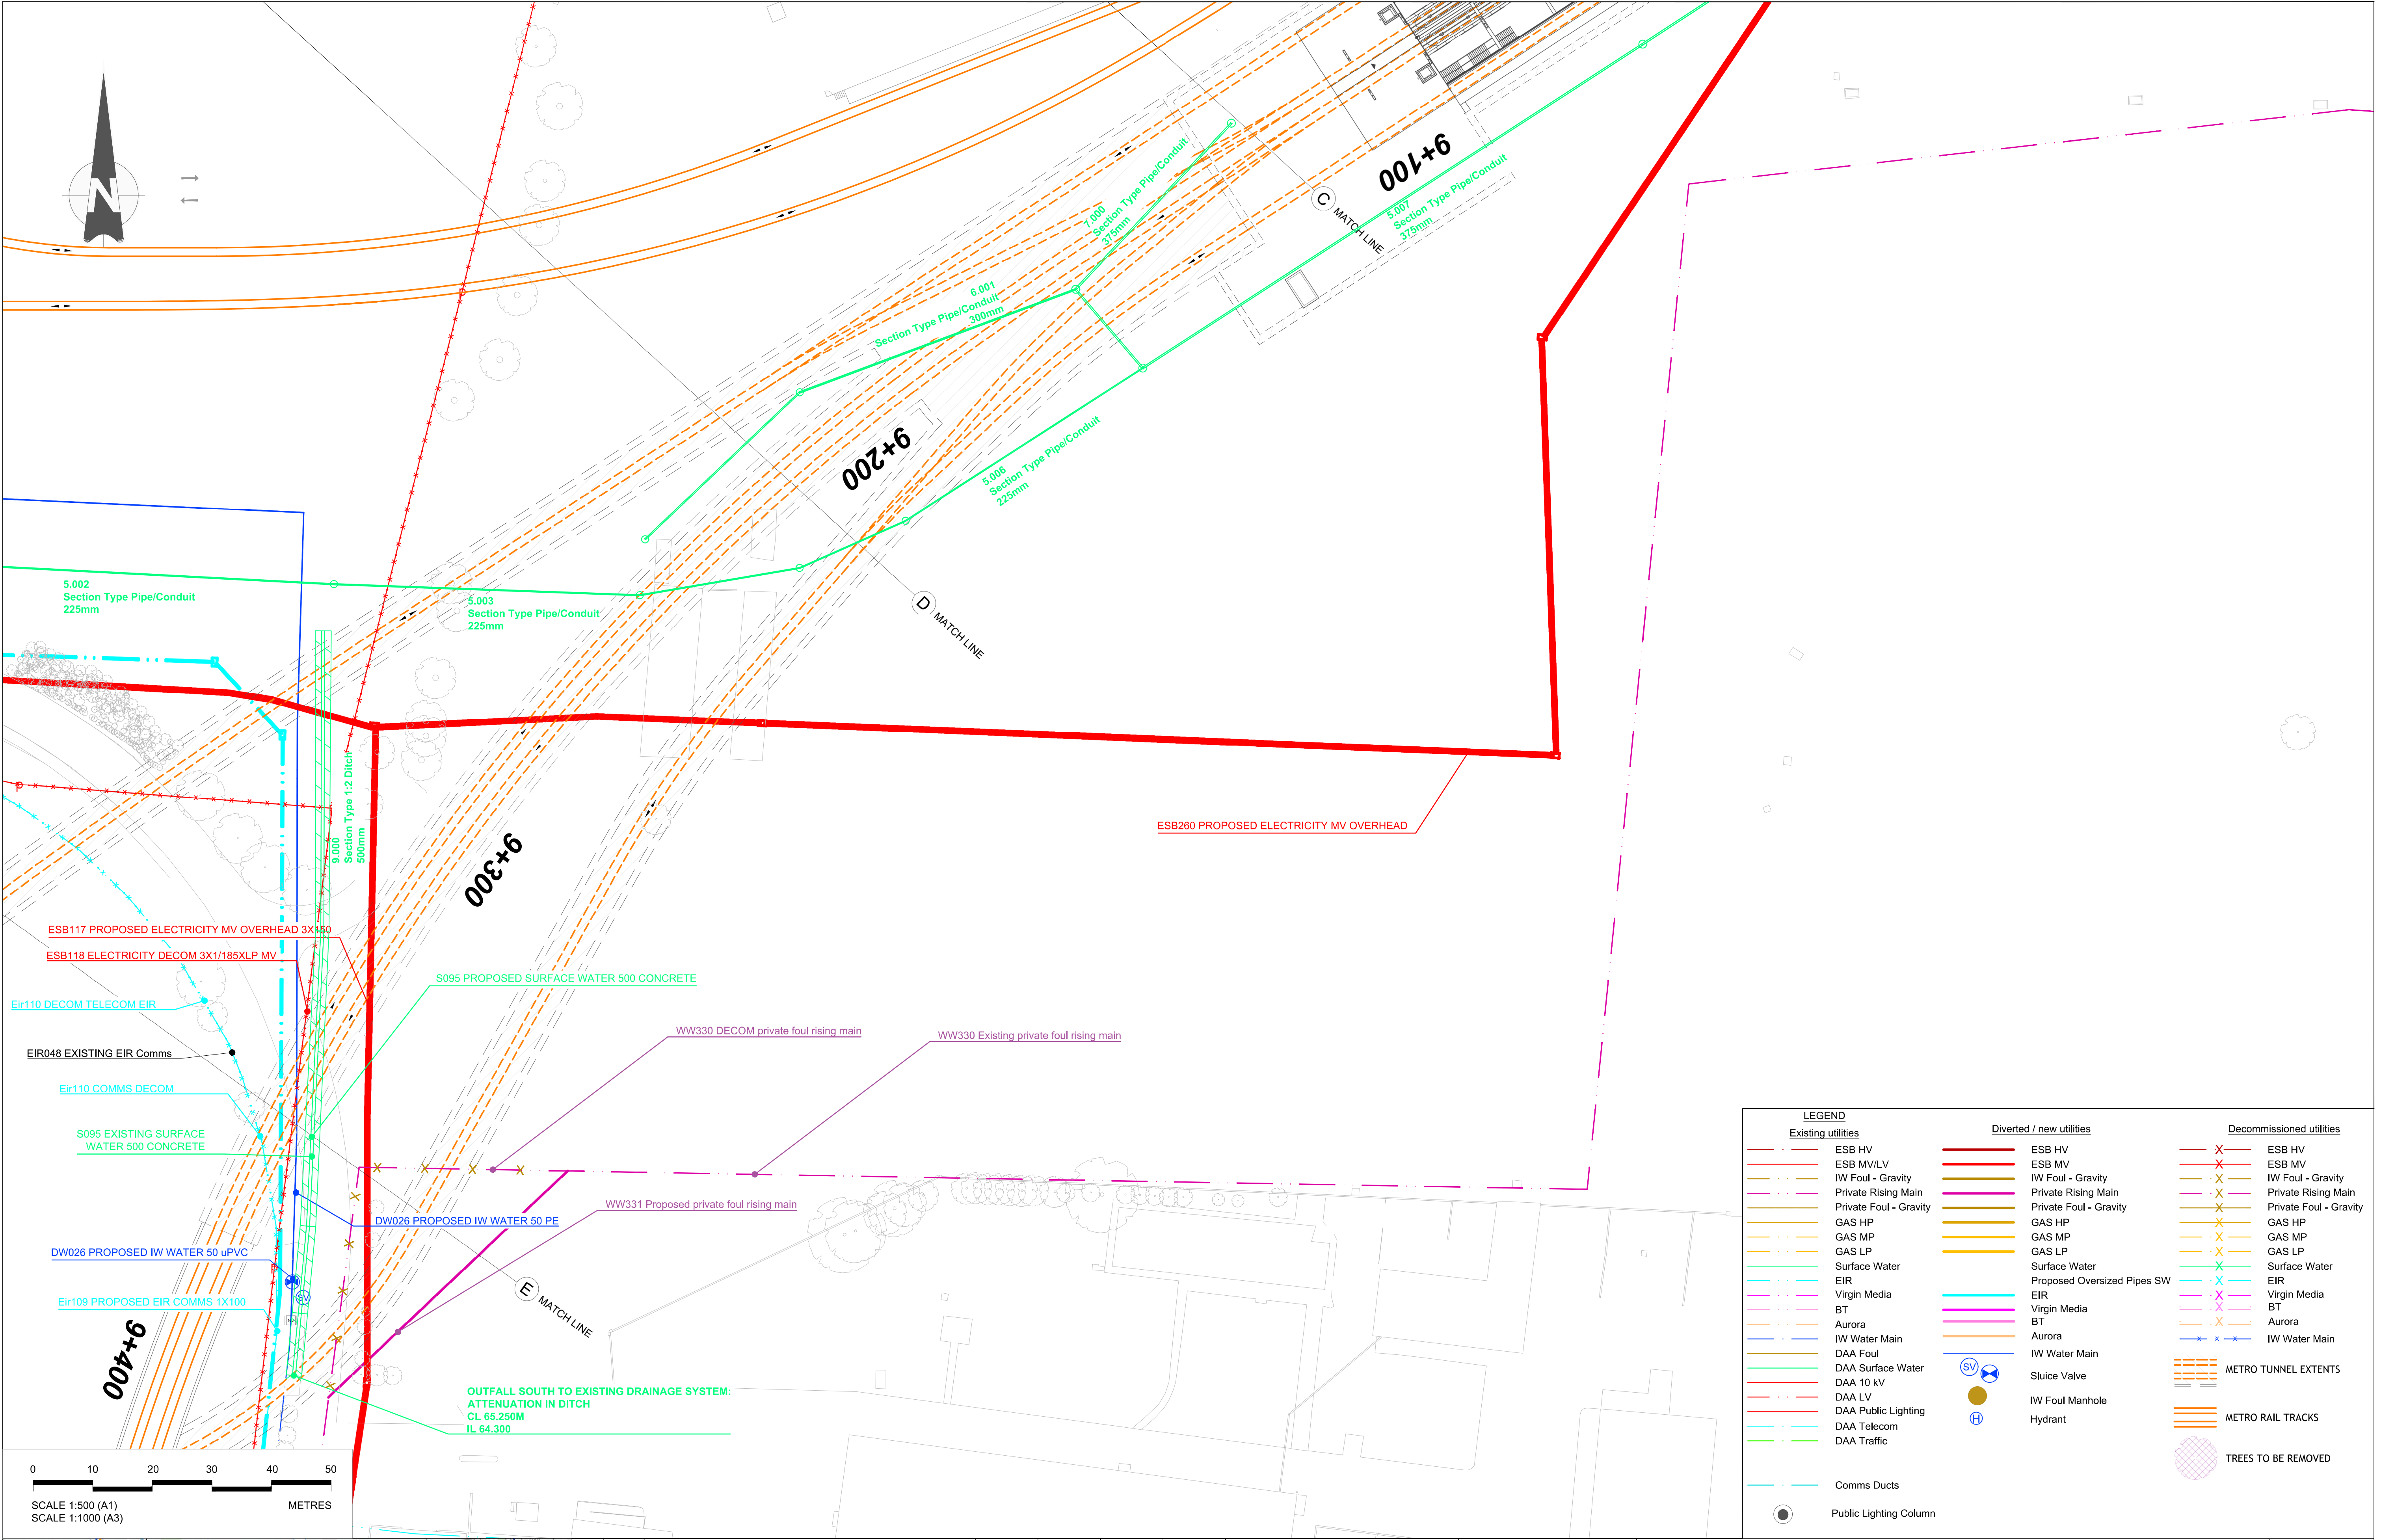 N
9+100
C
MATCH LINE
7.000
Section Type Pipe/Conduit
375mm
5.007
Section Type Pipe/Conduit
375mm
6.001
Section Type Pipe/Conduit
300mm
9+200
5.006
Section Type Pipe/Conduit
225mm
D
MATCH LINE
5.002
Section Type Pipe/Conduit
225mm
5.003
Section Type Pipe/Conduit
225mm
9.000
Section Type 1:2 Ditch
500mm
9+300
ESB260 PROPOSED ELECTRICITY MV OVERHEAD
ESB117 PROPOSED ELECTRICITY MV OVERHEAD 3X150
ESB118 ELECTRICITY DECOM 3X1/185XLP MV
S095 PROPOSED SURFACE WATER 500 CONCRETE
Eir110 DECOM TELECOM EIR
WW330 DECOM private foul rising main
WW330 Existing private foul rising main
EIR048 EXISTING EIR Comms
Eir110 COMMS DECOM
S095 EXISTING SURFACE
WATER 500 CONCRETE
WW331 Proposed private foul rising main
DW026 PROPOSED IW WATER 50 PE
DW026 PROPOSED IW WATER 50 uPVC
SV
E
MATCH LINE
Eir109 PROPOSED EIR COMMS 1X100
9+400
OUTFALL SOUTH TO EXISTING DRAINAGE SYSTEM:
ATTENUATION IN DITCH
CL 65.250M
IL 64.300
0 10 20 30 40 50
SCALE 1:500 (A1)
METRES
SCALE 1:1000 (A3)
LEGEND
Existing utilities
ESB HV
ESB MV/LV
IW Foul - Gravity
Private Rising Main
Private Foul - Gravity
GAS HP
GAS MP
GAS LP
Surface Water
EIR
Virgin Media
BT
Aurora
IW Water Main
DAA Foul
DAA Surface Water
DAA 10 kV
DAA LV
DAA Public Lighting
DAA Telecom
DAA Traffic
Comms Ducts
Public Lighting Column
Diverted / new utilities
ESB HV
ESB MV
IW Foul - Gravity
Private Rising Main
Private Foul - Gravity
GAS HP
GAS MP
GAS LP
Surface Water
Proposed Oversized Pipes SW
EIR
Virgin Media
BT
Aurora
IW Water Main
SV
Sluice Valve
IW Foul Manhole
H
Hydrant
Decommissioned utilities
ESB HV
ESB MV
IW Foul - Gravity
Private Rising Main
Private Foul - Gravity
GAS HP
GAS MP
GAS LP
Surface Water
EIR
Virgin Media
BT
Aurora
IW Water Main
METRO TUNNEL EXTENTS
METRO RAIL TRACKS
TREES TO BE REMOVED